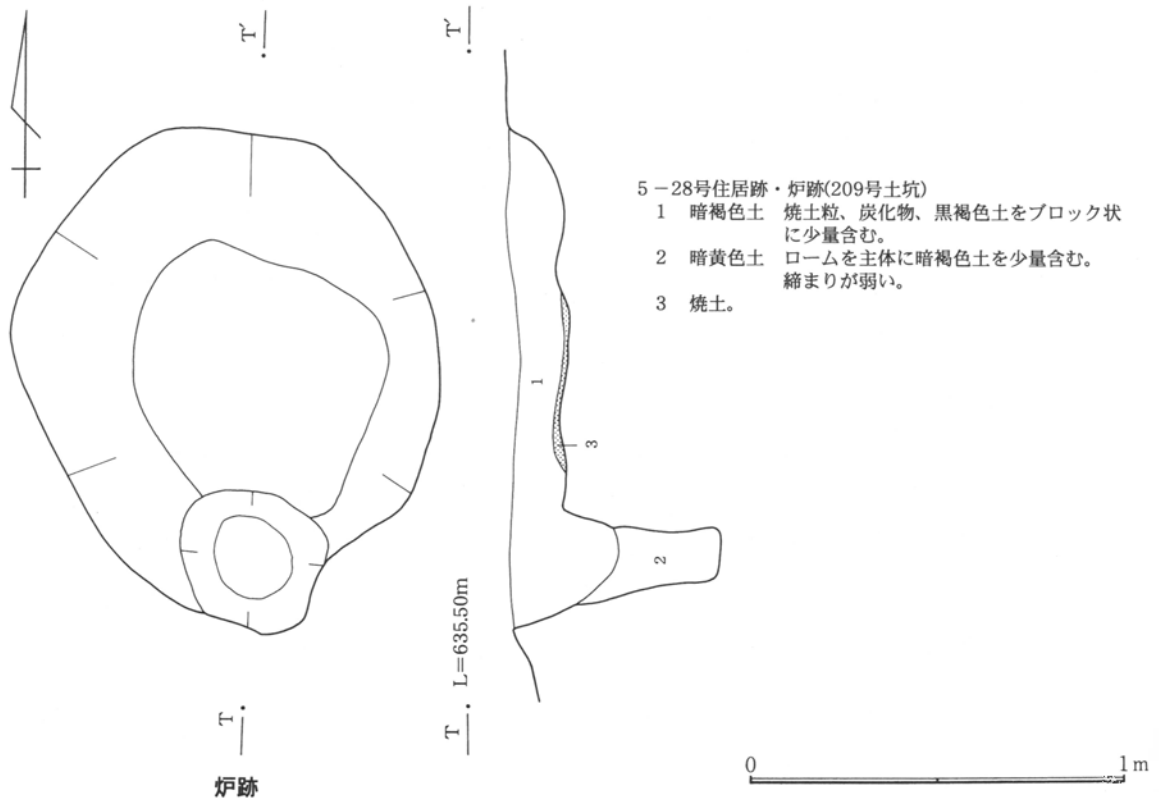 T′
T′
5－28号住居跡・炉跡(209号土坑)
1 暗褐色土 焼土粒、炭化物、黒褐色土をブロック状
に少量含む。
2 暗黄色土 ロームを主体に暗褐色土を少量含む。
締まりが弱い。
3 焼土。
1
3
2
L=635.50m
T
T
炉跡
0
1m